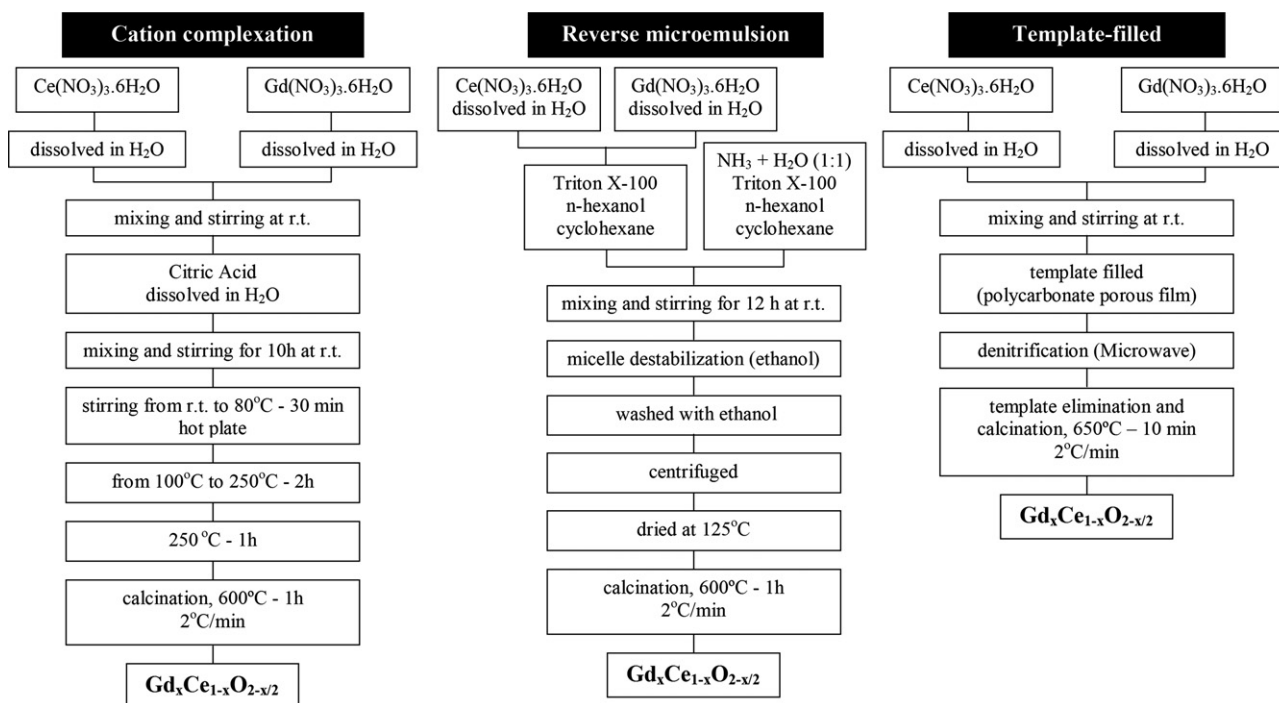 Cation complexation
Ce(NO₃)₃.6H₂O
Gd(NO₃)₃.6H₂O
dissolved in H₂O
dissolved in H₂O
mixing and stirring at r.t.
Citric Acid
dissolved in H₂O
mixing and stirring for 10h at r.t.
stirring from r.t. to 80°C - 30 min
hot plate
from 100°C to 250°C - 2h
250 °C - 1h
calcination, 600ºC - 1h
2°C/min
GdₓCe₁₋ₓO₂₋ₓ/₂
Reverse microemulsion
Ce(NO₃)₃.6H₂O
dissolved in H₂O
Gd(NO₃)₃.6H₂O
dissolved in H₂O
Triton X-100
n-hexanol
cyclohexane
NH₃ + H₂O (1:1)
Triton X-100
n-hexanol
cyclohexane
mixing and stirring for 12 h at r.t.
micelle destabilization (ethanol)
washed with ethanol
centrifuged
dried at 125°C
calcination, 600ºC - 1h
2°C/min
GdₓCe₁₋ₓO₂₋ₓ/₂
Template-filled
Ce(NO₃)₃.6H₂O
Gd(NO₃)₃.6H₂O
dissolved in H₂O
dissolved in H₂O
mixing and stirring at r.t.
template filled
(polycarbonate porous film)
denitrification (Microwave)
template elimination and
calcination, 650ºC – 10 min
2°C/min
GdₓCe₁₋ₓO₂₋ₓ/₂